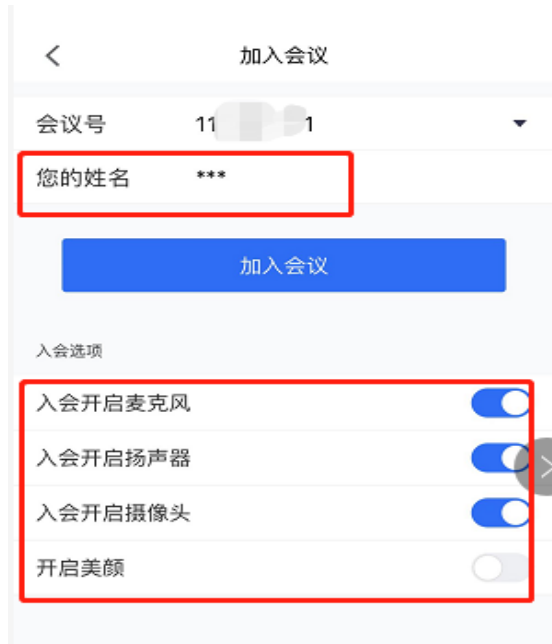 加入会议
会议号 11 1
您的姓名 ***
加入会议
入会选项
入会开启麦克风
入会开启扬声器
入会开启摄像头
开启美颜